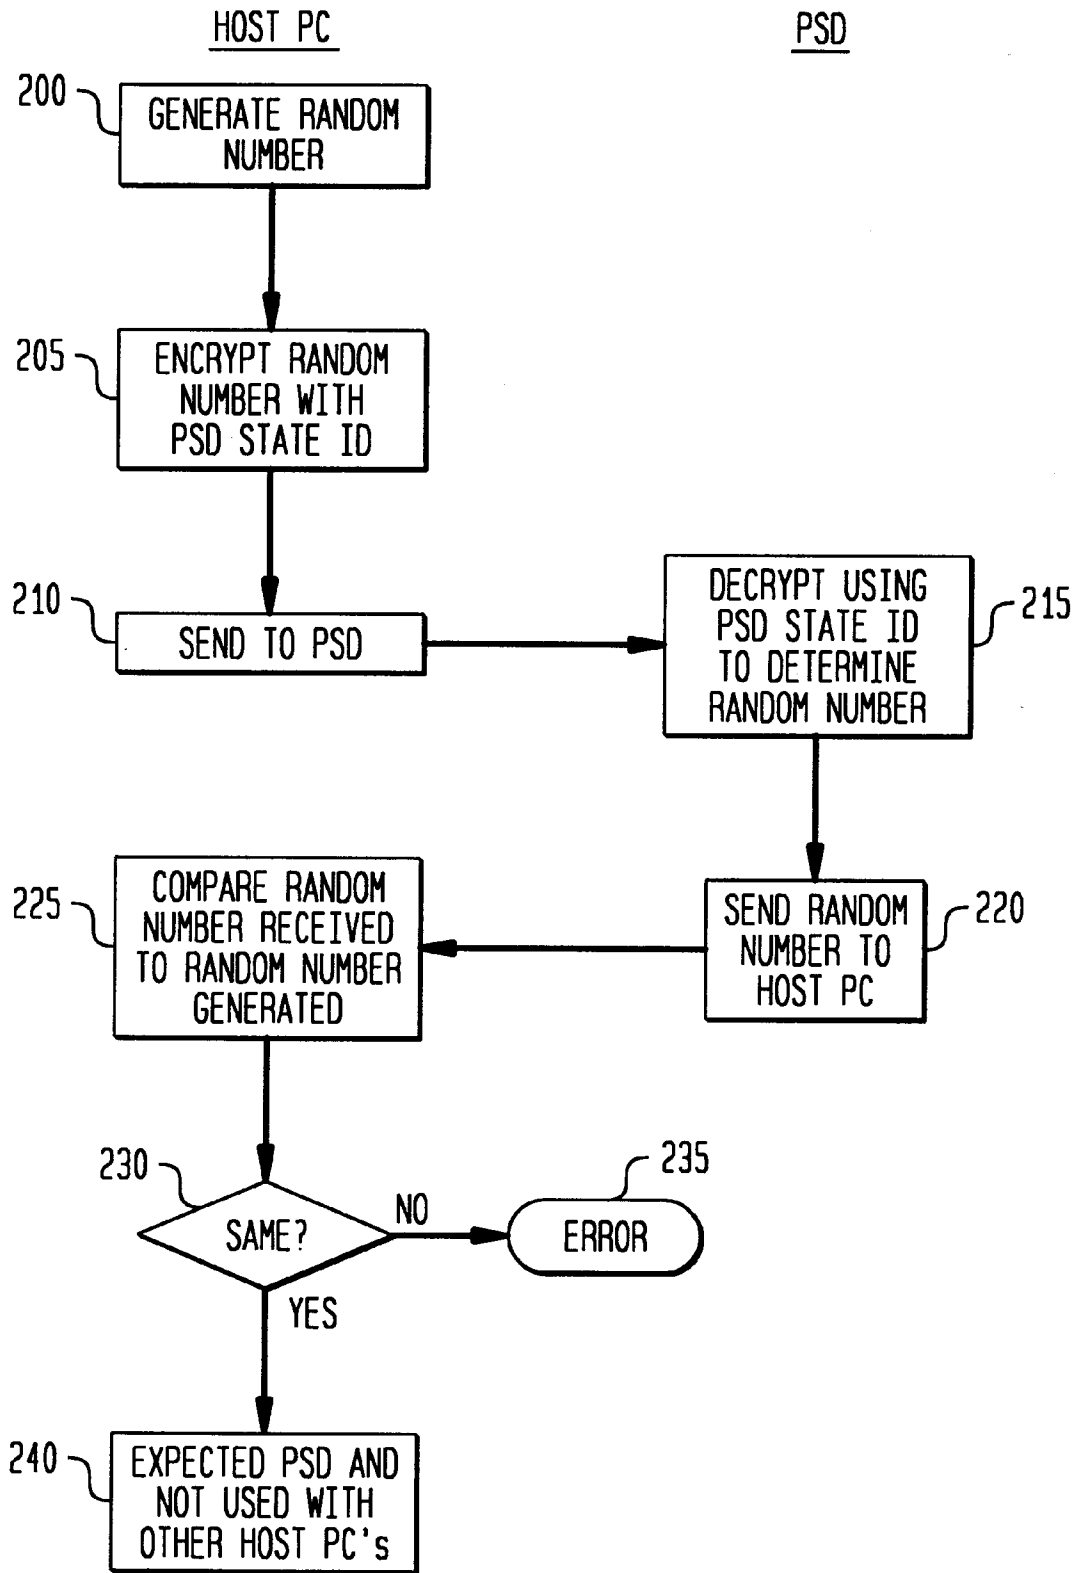 HOST PC
PSD
200
GENERATE RANDOM
NUMBER
205
ENCRYPT RANDOM
NUMBER WITH
PSD STATE ID
210
SEND TO PSD
DECRYPT USING
PSD STATE ID
TO DETERMINE
RANDOM NUMBER
215
225
COMPARE RANDOM
NUMBER RECEIVED
TO RANDOM NUMBER
GENERATED
SEND RANDOM
NUMBER TO
HOST PC
220
230
SAME?
NO
235
ERROR
YES
240
EXPECTED PSD AND
NOT USED WITH
OTHER HOST PC's